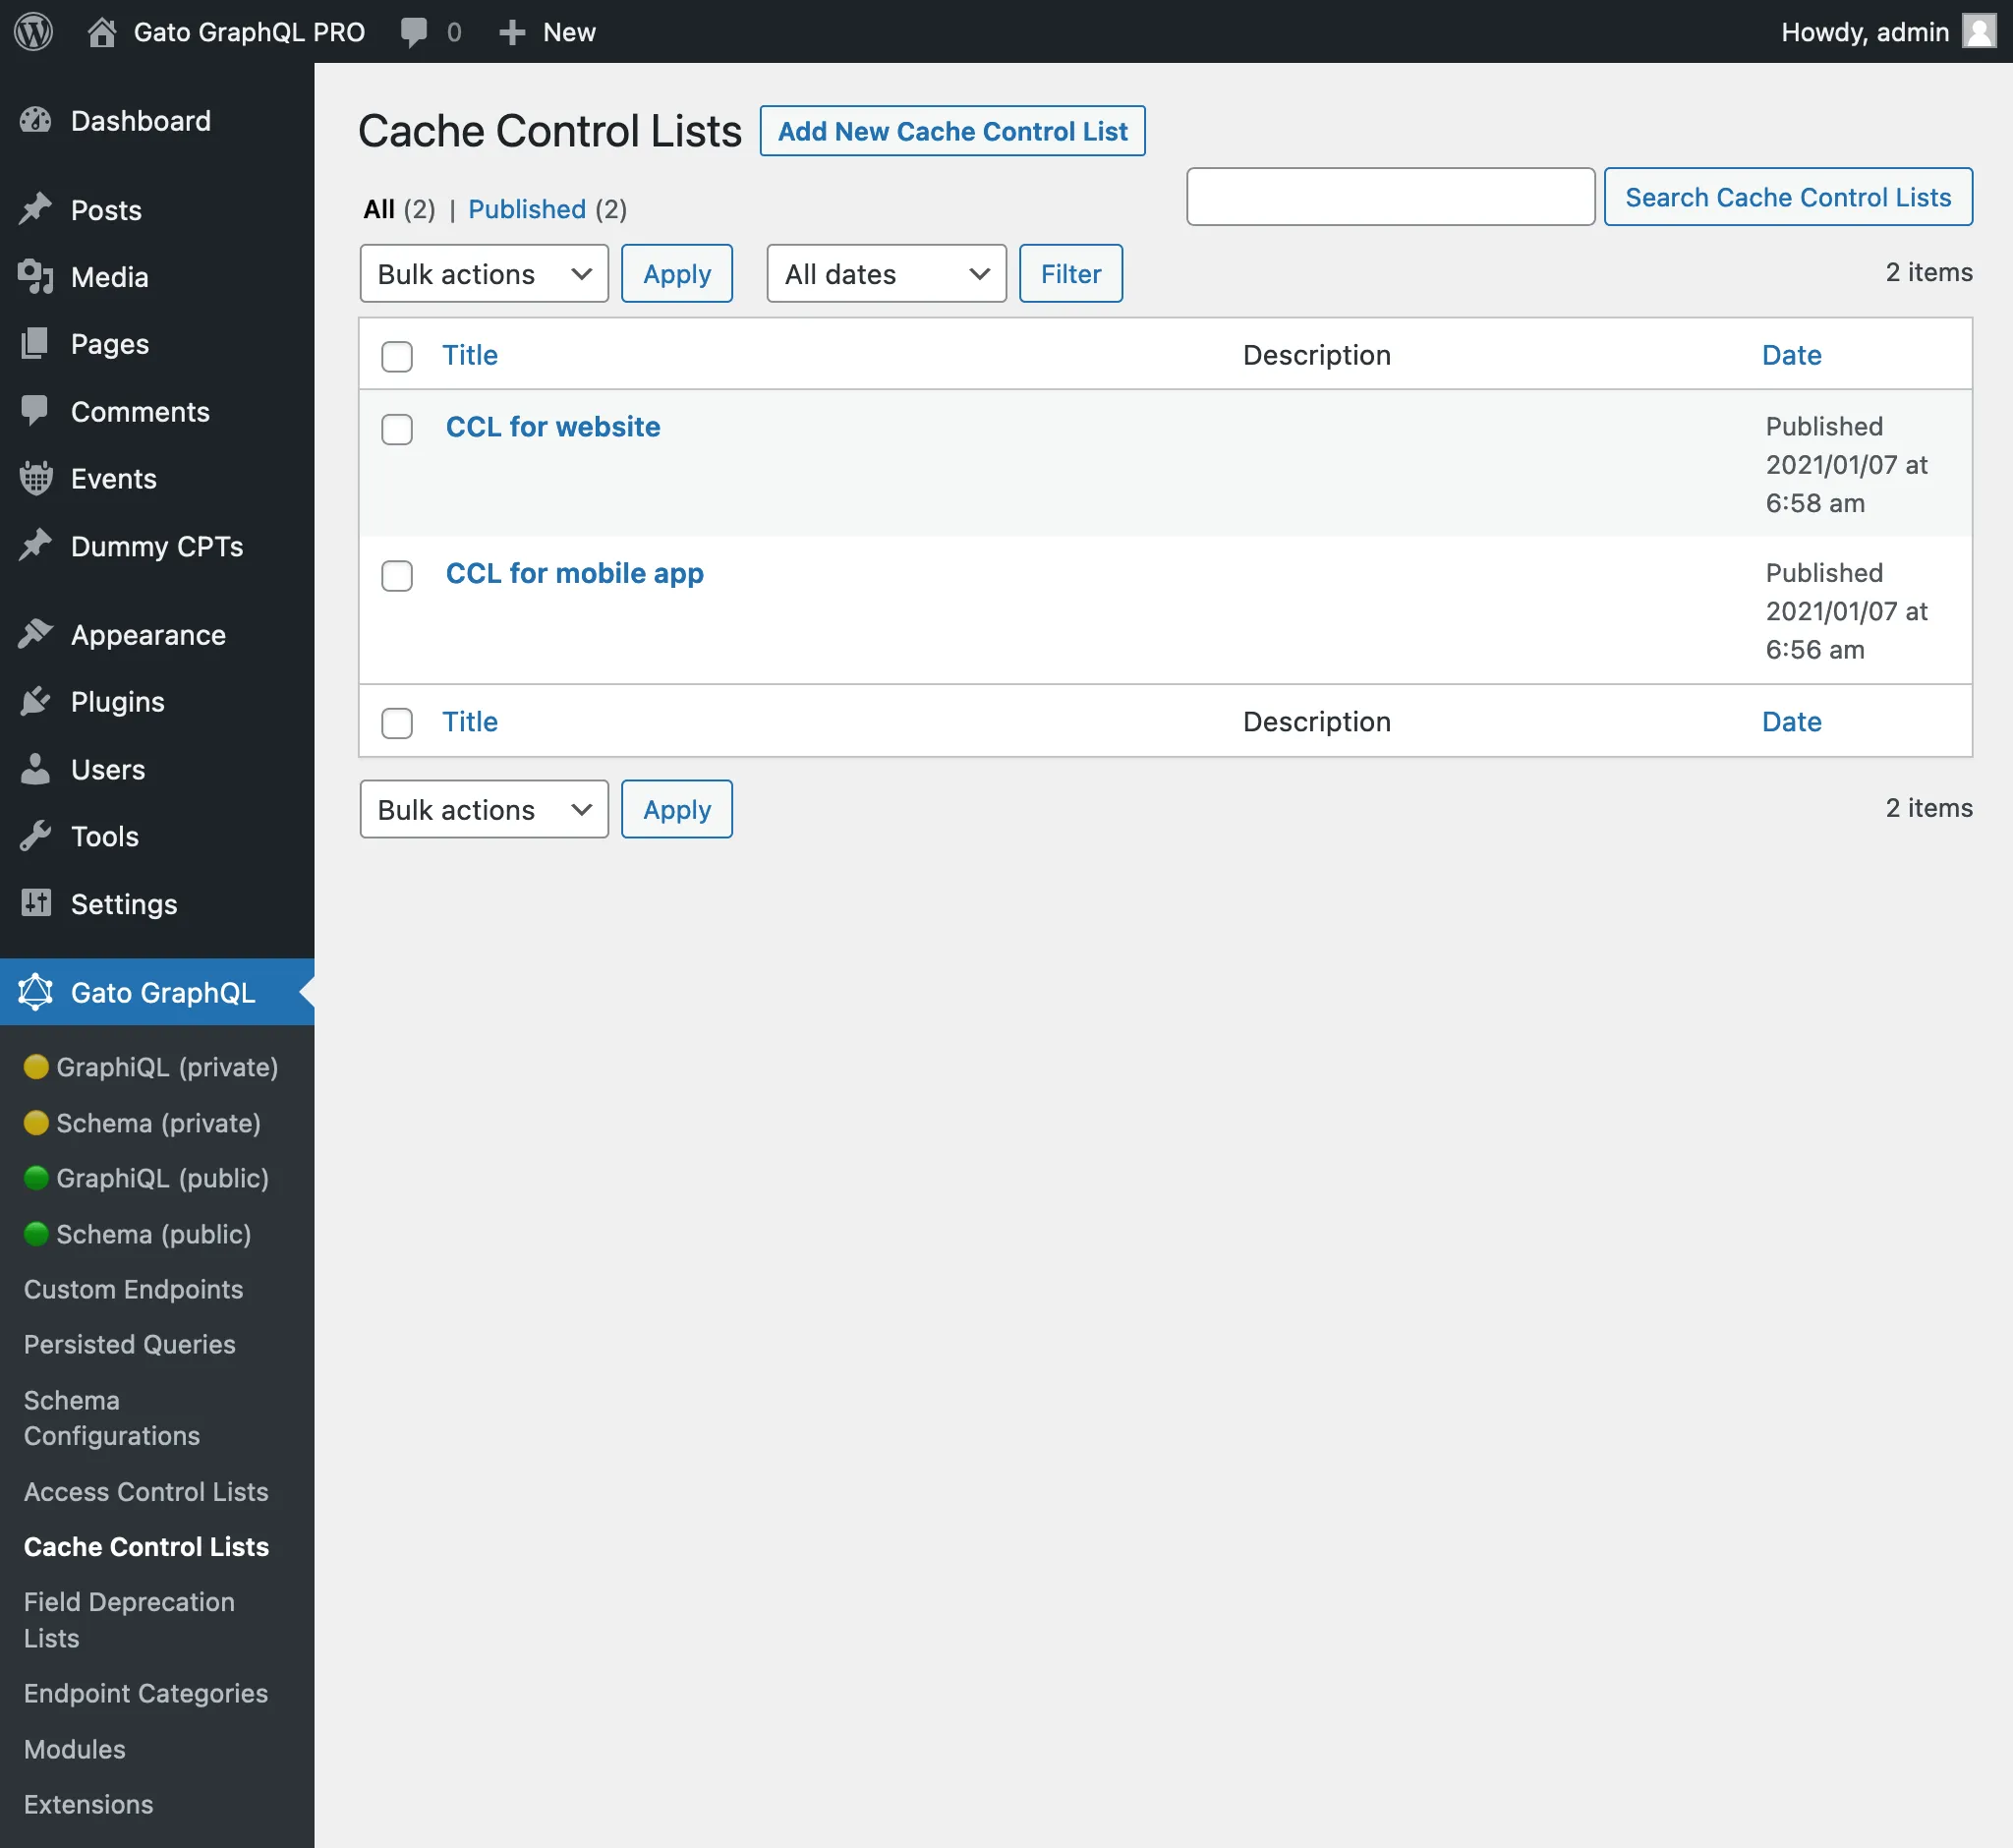 Gato GraphQL PRO 0 New Howdy, admin
Dashboard
Posts
Media
Pages
Comments
Events
Dummy CPTs
Appearance
Plugins
Users
Tools
Settings
Gato GraphQL
GraphiQL (private)
Schema (private)
GraphiQL (public)
Schema (public)
Custom Endpoints
Persisted Queries
Schema
Configurations
Access Control Lists
Cache Control Lists
Field Deprecation
Lists
Endpoint Categories
Modules
Extensions
Cache Control Lists Add New Cache Control List
All (2) | Published (2) Search Cache Control Lists
Bulk actions Apply All dates Filter 2 items
Title Description Date
CCL for website Published
2021/01/07 at
6:58 am
CCL for mobile app Published
2021/01/07 at
6:56 am
Title Description Date
Bulk actions Apply 2 items